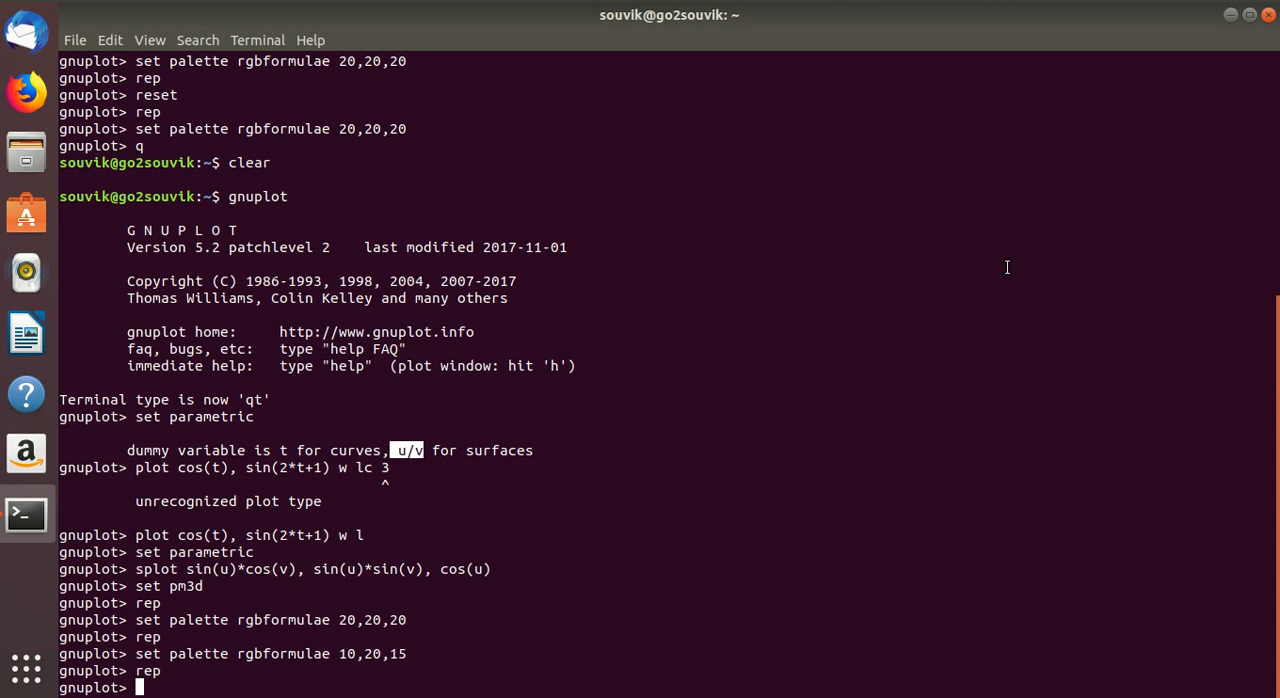 souvik@go2souvik: ~
File Edit View Search Terminal Help
gnuplot> set palette rgbformulae 20,20,20
gnuplot> rep
gnuplot> reset
gnuplot> rep
gnuplot> set palette rgbformulae 20,20,20
gnuplot> q
souvik@go2souvik:~$ clear
souvik@go2souvik:~$ gnuplot
G N U P L O T
Version 5.2 patchlevel 2    last modified 2017-11-01
Copyright (C) 1986-1993, 1998, 2004, 2007-2017
Thomas Williams, Colin Kelley and many others
gnuplot home:     http://www.gnuplot.info
faq, bugs, etc:   type "help FAQ"
immediate help:   type "help"  (plot window: hit 'h')
Terminal type is now 'qt'
gnuplot> set parametric
dummy variable is t for curves, u/v for surfaces
gnuplot> plot cos(t), sin(2*t+1) w lc 3
^
unrecognized plot type
gnuplot> plot cos(t), sin(2*t+1) w l
gnuplot> set parametric
gnuplot> splot sin(u)*cos(v), sin(u)*sin(v), cos(u)
gnuplot> set pm3d
gnuplot> rep
gnuplot> set palette rgbformulae 20,20,20
gnuplot> rep
gnuplot> set palette rgbformulae 10,20,15
gnuplot> rep
gnuplot>